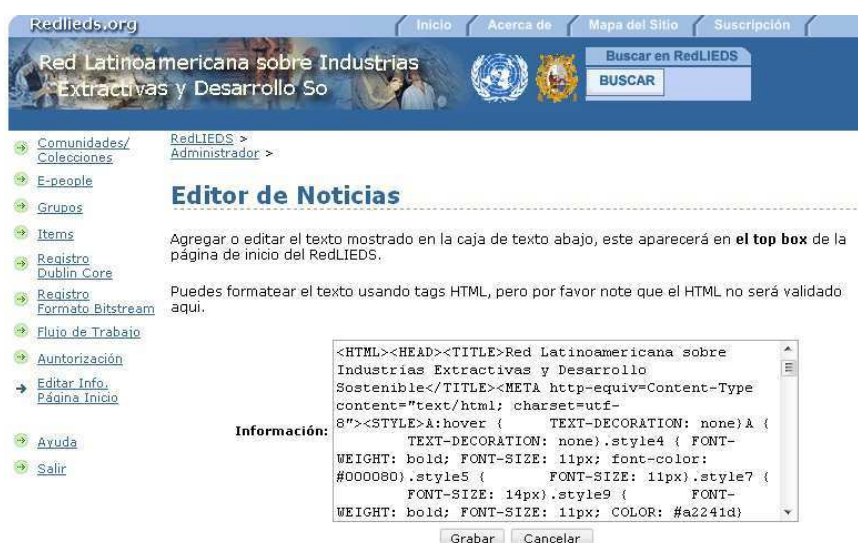 Redlieds.org
Inicio
Acerca de
Mapa del Sitio
Suscripción
Red Latinoamericana sobre Industrias
Extractivas y Desarrollo So
Buscar en RedLIEDS
BUSCAR
Comunidades/
Colecciones
E-people
Grupos
Items
Registro
Dublin Core
Registro
Formato Bitstream
Flujo de Trabajo
Auntorización
Editar Info.
Página Inicio
Ayuda
Salir
RedLIEDS >
Administrador >
Editor de Noticias
Agregar o editar el texto mostrado en la caja de texto abajo, este aparecerá en el top box de la
página de inicio del RedLIEDS.
Puedes formatear el texto usando tags HTML, pero por favor note que el HTML no será validado
aqui.
Información:
<HTML><HEAD><TITLE>Red Latinoamericana sobre
Industrias Extractivas y Desarrollo
Sostenible</TITLE><META http-equiv=Content-Type
content="text/html; charset=utf-
8"><STYLE>A:hover { TEXT-DECORATION: none}A {
TEXT-DECORATION: none}.style4 { FONT-
WEIGHT: bold; FONT-SIZE: 11px; font-color:
#000080}.style5 { FONT-SIZE: 11px}.style7 {
FONT-SIZE: 14px}.style9 { FONT-
WEIGHT: bold; FONT-SIZE: 11px; COLOR: #a2241d}
Grabar
Cancelar